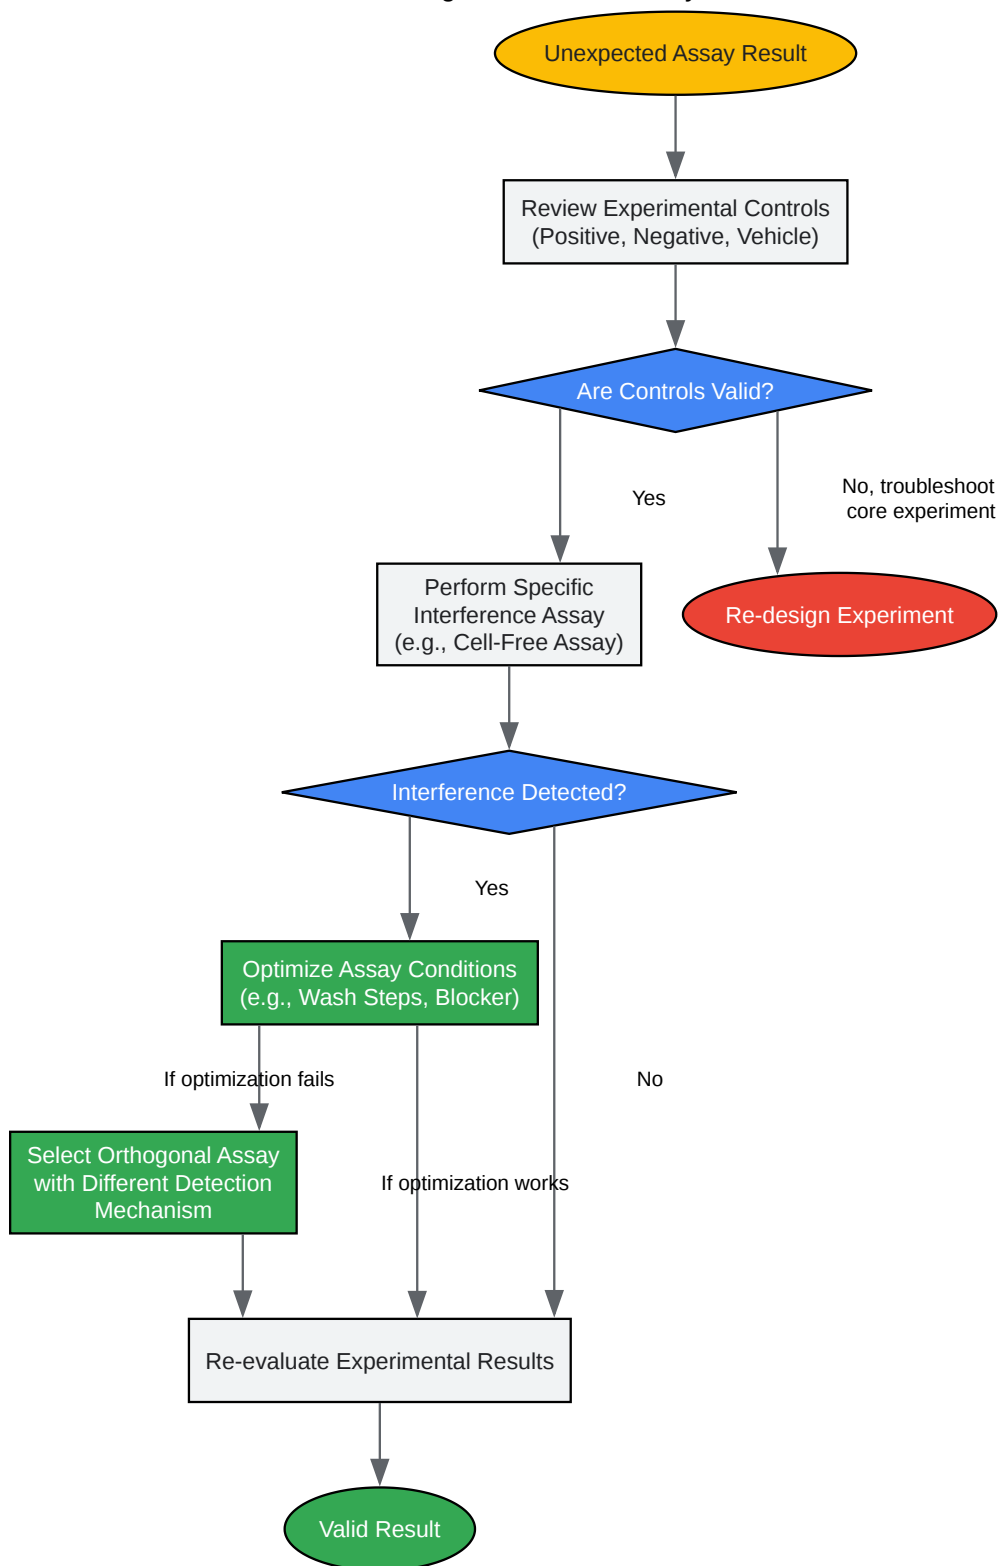 Unexpected Assay Result
Review Experimental Controls
(Positive, Negative, Vehicle)
Are Controls Valid?
Yes
No, troubleshoot
core experiment
Perform Specific
Interference Assay
(e.g., Cell-Free Assay)
Re-design Experiment
Interference Detected?
Yes
Optimize Assay Conditions
(e.g., Wash Steps, Blocker)
If optimization fails
No
Select Orthogonal Assay
with Different Detection
Mechanism
If optimization works
Re-evaluate Experimental Results
Valid Result